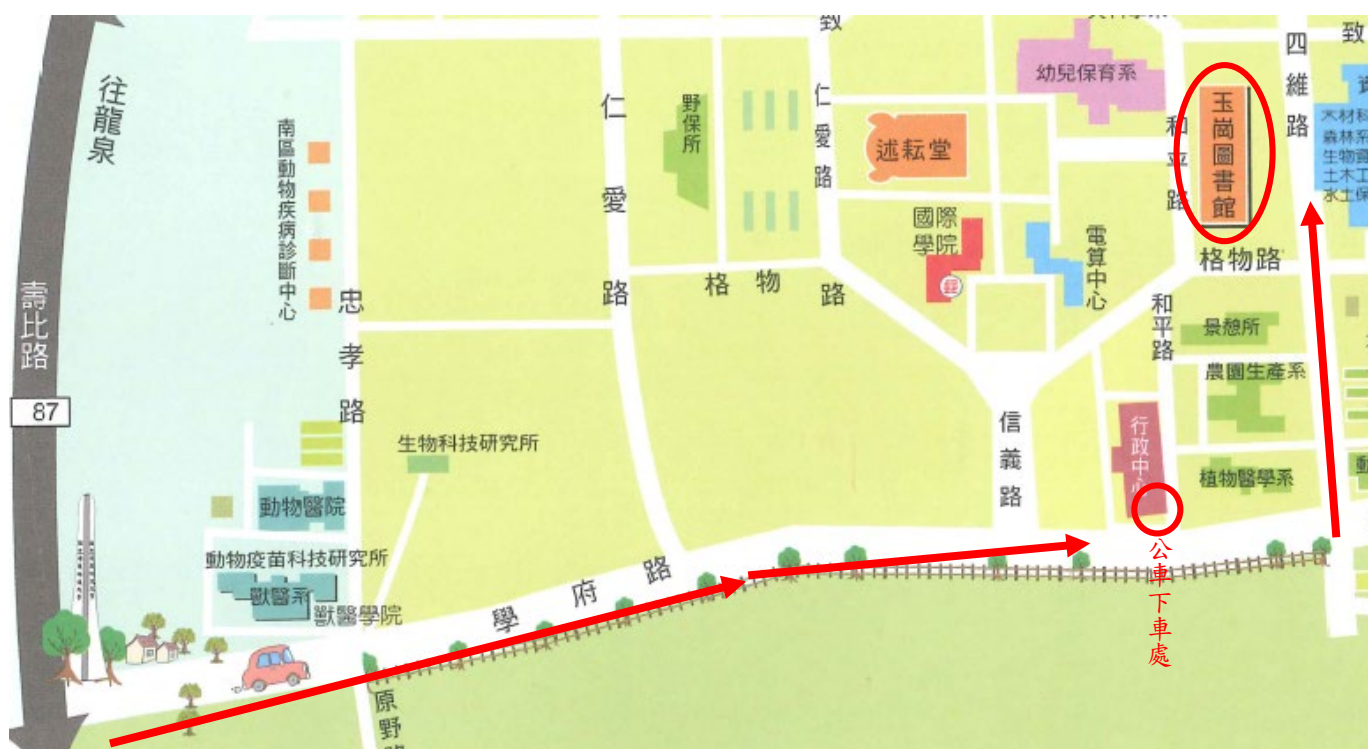 往龍泉
壽比路
87
南區動物疾病診斷中心
忠孝路
仁愛路
野保所
致
仁愛路
格物路
述耘堂
國際
學院
電算中心
幼兒保育系
和平路
玉崗圖書館
四維路
致
木材科
森林系
生物
土木工
水土保
格物路
和平路
景憩所
農園生產系
植物醫學系
行政中心
信義路
公車下車處
生物科技研究所
動物醫院
動物疫苗科技研究所
獸醫系
獸醫學院
學府路
原野